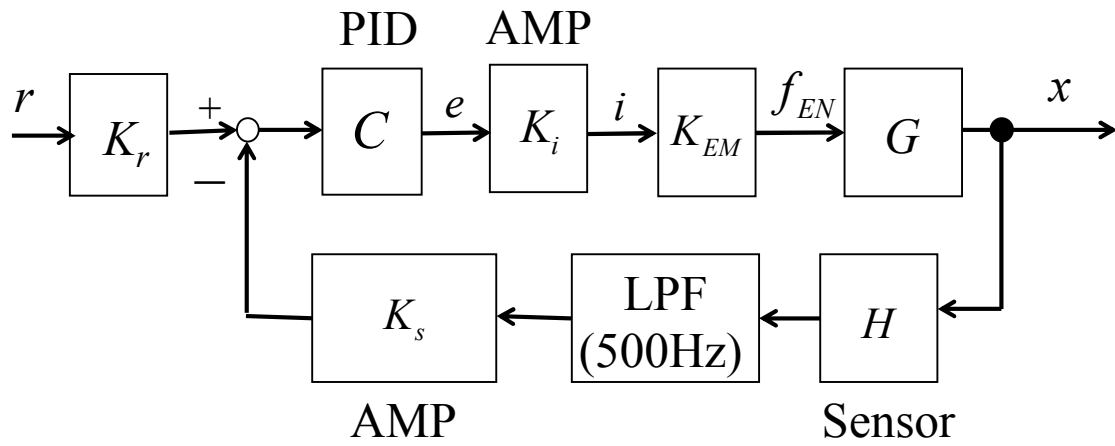 PID AMP
r K_r + − C e K_i i K_EM f_EN G x
K_s LPF H
(500Hz)
AMP Sensor